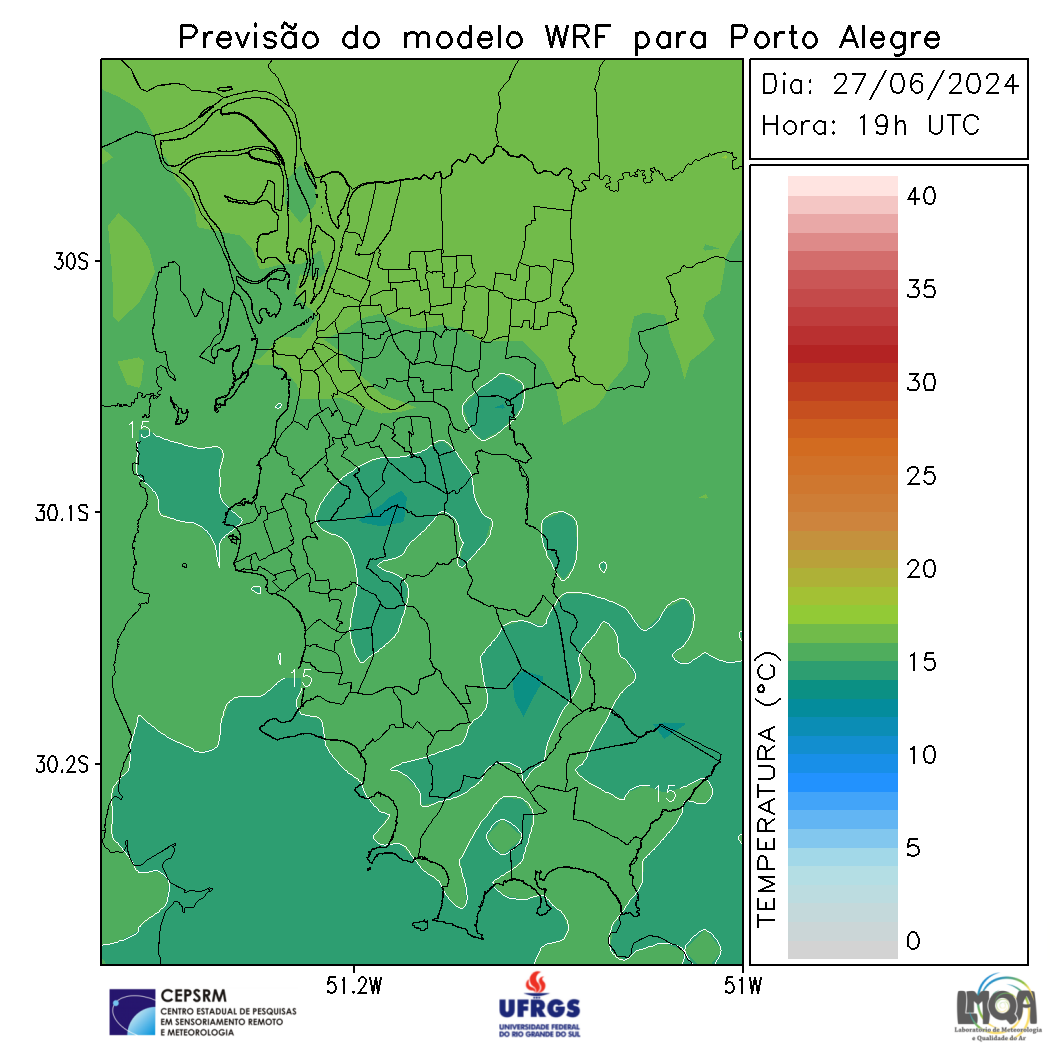 Previsão do modelo WRF para Porto Alegre
Dia: 27/06/2024
Hora: 19h UTC
40
35
30
25
20
15
10
5
0
TEMPERATURA (°C)
30S
30.1S
30.2S
15
15
15
51.2W
51W
CEPSRM
CENTRO ESTADUAL DE PESQUISAS
EM SENSORIAMENTO REMOTO
E METEOROLOGIA
UFRGS
UNIVERSIDADE FEDERAL
DO RIO GRANDE DO SUL
LMQA
Laboratório de Meteorologia
e Qualidade do Ar